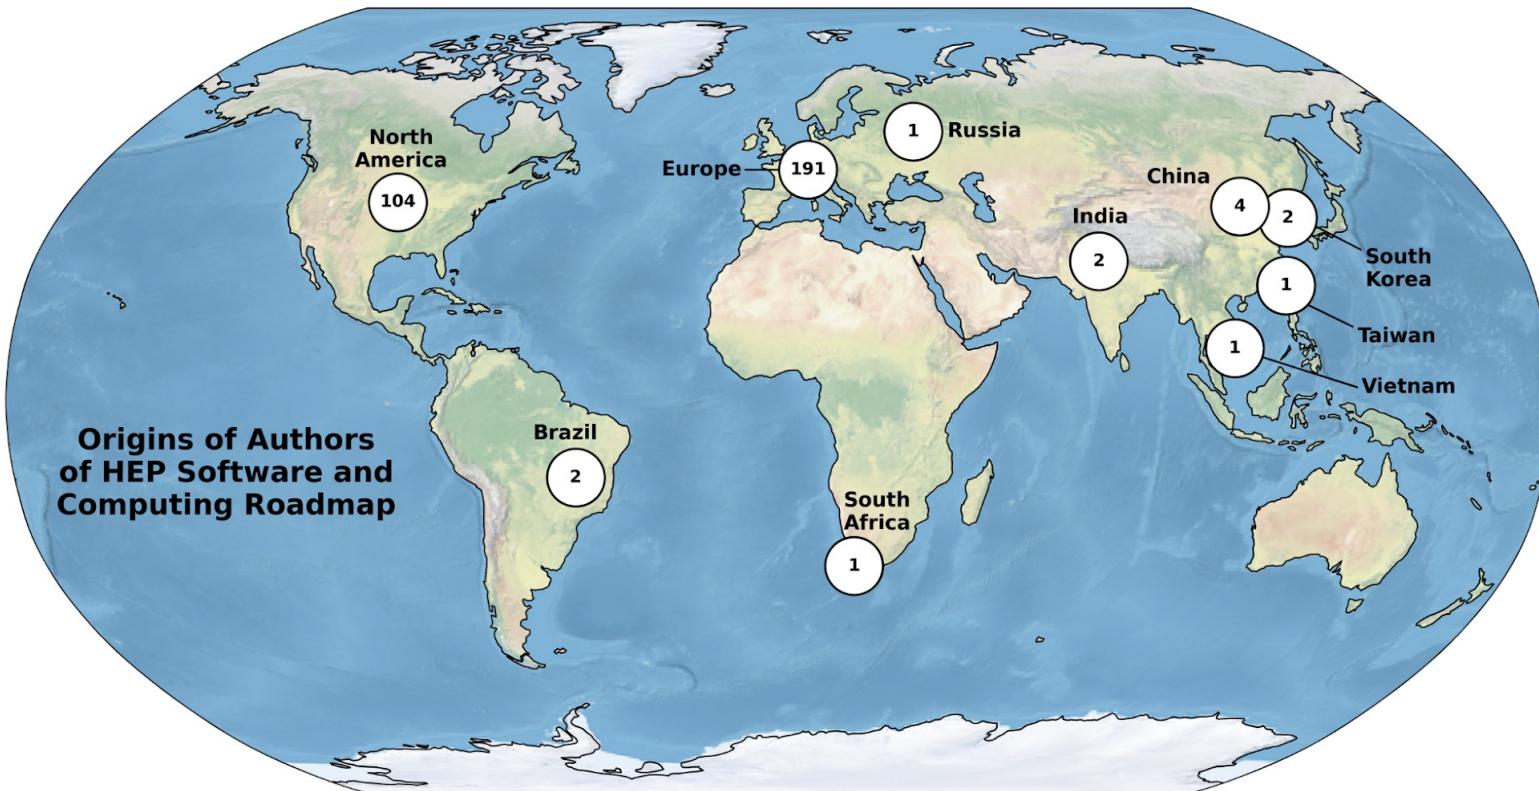 North
America
104
Europe
191
1
Russia
China
4
2
South
Korea
India
2
1
Taiwan
1
Vietnam
Brazil
2
South
Africa
1
Origins of Authors
of HEP Software and
Computing Roadmap